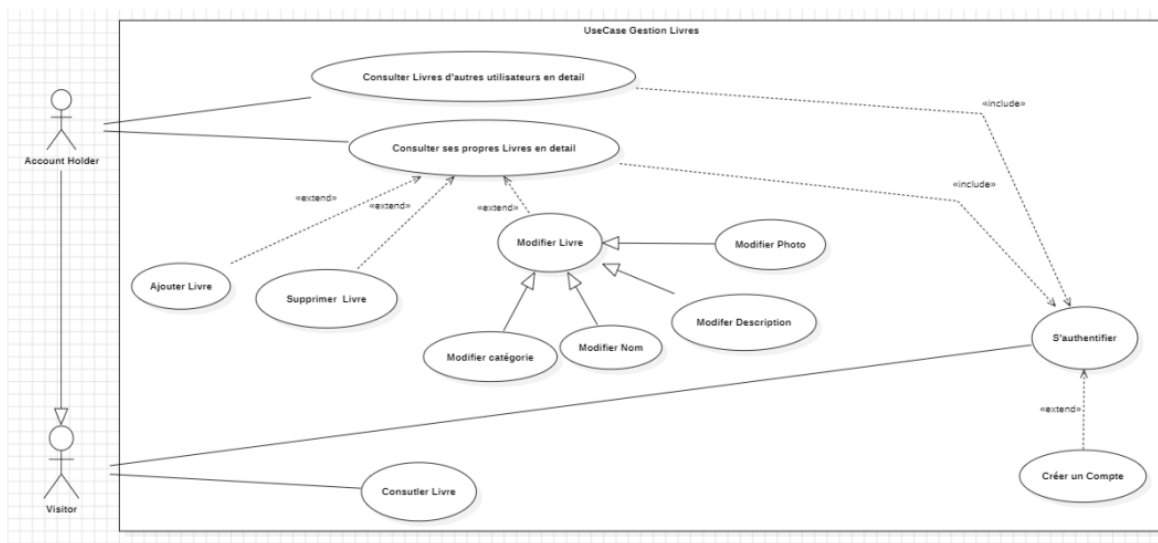 UseCase Gestion Livres
Consulter Livres d'autres utilisateurs en detail
«include»
Account Holder
Consulter ses propres Livres en detail
«include»
«extend»
«extend»
«extend»
Modifier Livre
Modifier Photo
Ajouter Livre
Supprimer Livre
Modifer Description
Modifier catégorie
Modifier Nom
S'authentifier
«extend»
Visitor
Consutler Livre
Créer un Compte